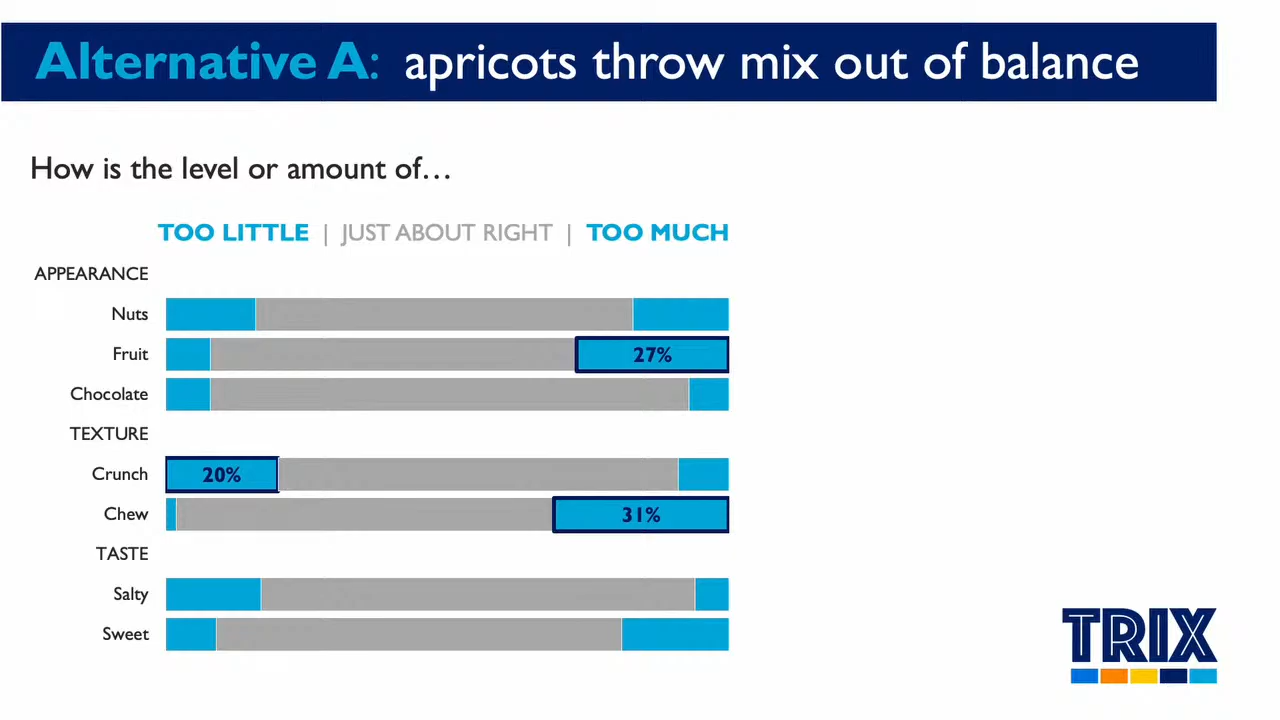 Alternative A: apricots throw mix out of balance
How is the level or amount of…
TOO LITTLE | JUST ABOUT RIGHT | TOO MUCH
APPEARANCE
Nuts
Fruit 27%
Chocolate
TEXTURE
Crunch 20%
Chew 31%
TASTE
Salty
Sweet
TRIX